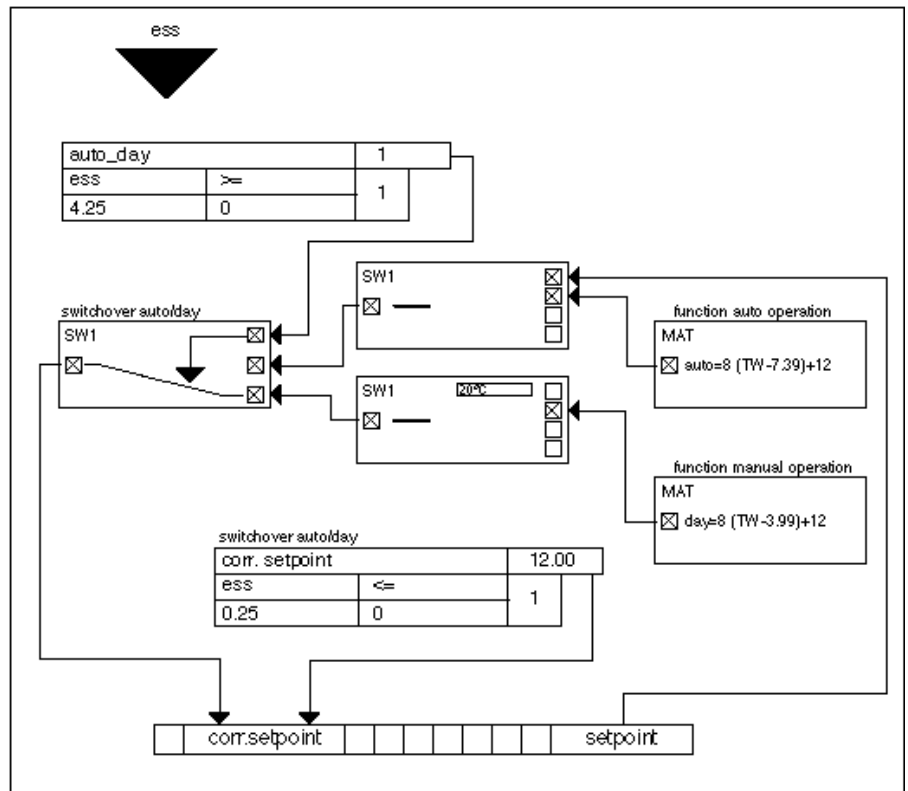 ess
auto_day 1
ess >= 1
4.25 0
SW1
switchover auto/day
SW1
function auto operation
MAT
auto=8 (TW-7.39)+12
SW1 20°C
function manual operation
MAT
day=8 (TW-3.99)+12
switchover auto/day
corr. setpoint 12.00
ess <= 1
0.25 0
corr.setpoint setpoint